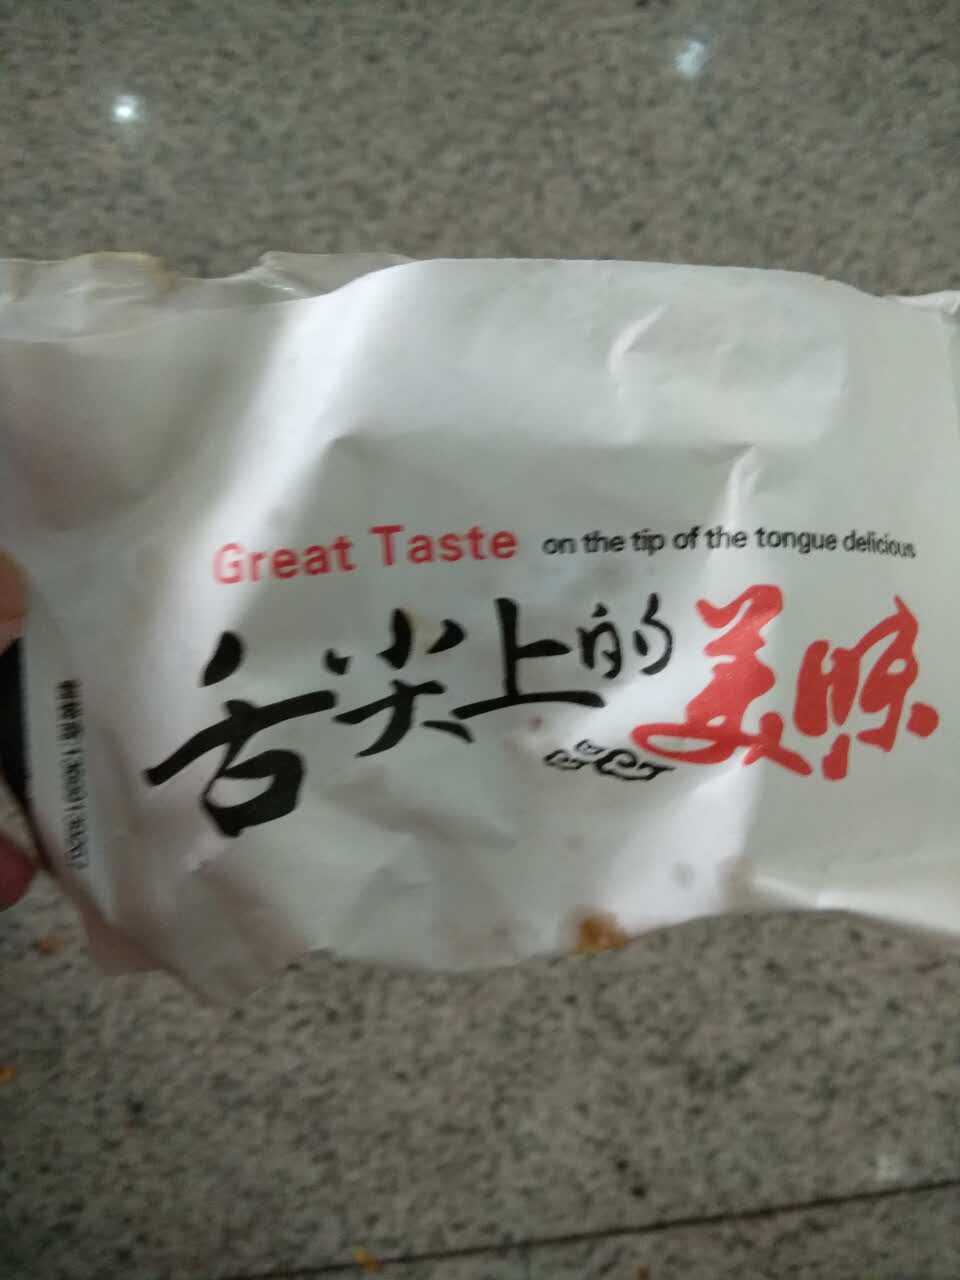 Great Taste on the tip of the tongue delicious
舌尖上的美味